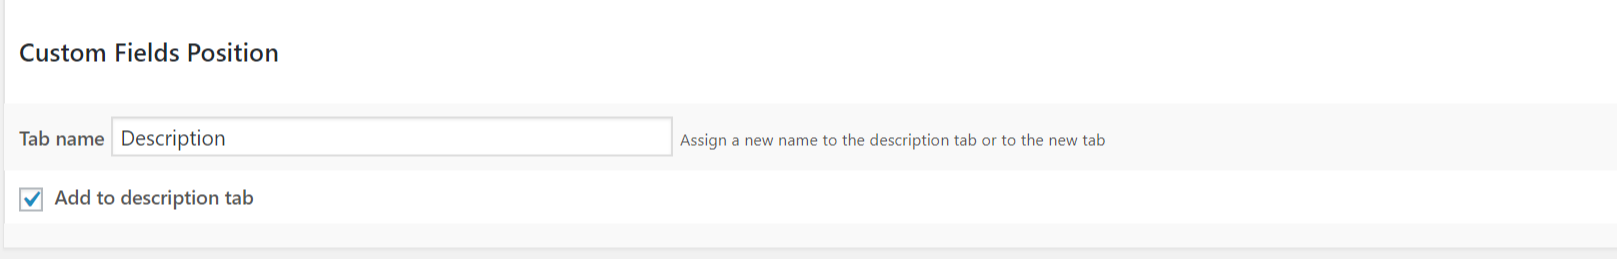 Custom Fields Position
Tab name Description Assign a new name to the description tab or to the new tab
Add to description tab